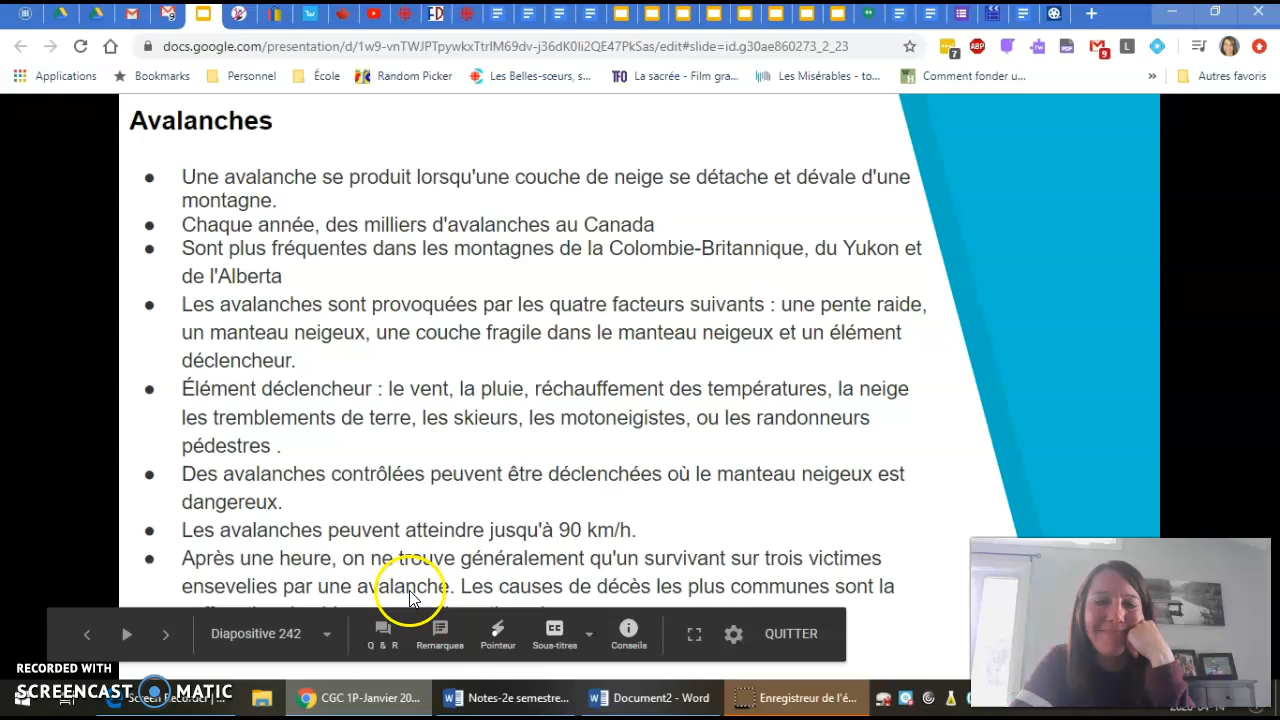 docs.google.com/presentation/d/1w9-vnTWJPTpywkxTtrIM69dv-j36dK0Ii2QE47PkSas/edit#slide=id.g30ae860273_2_23
Applications Bookmarks Personnel École Random Picker Les Belles-sœurs, s... La sacrée - Film gra... Les Misérables - to... Comment fonder u... » Autres favoris
Avalanches
● Une avalanche se produit lorsqu'une couche de neige se détache et dévale d'une
montagne.
● Chaque année, des milliers d'avalanches au Canada
● Sont plus fréquentes dans les montagnes de la Colombie-Britannique, du Yukon et
de l'Alberta
● Les avalanches sont provoquées par les quatre facteurs suivants : une pente raide,
un manteau neigeux, une couche fragile dans le manteau neigeux et un élément
déclencheur.
● Élément déclencheur : le vent, la pluie, réchauffement des températures, la neige
les tremblements de terre, les skieurs, les motoneigistes, ou les randonneurs
pédestres .
● Des avalanches contrôlées peuvent être déclenchées où le manteau neigeux est
dangereux.
● Les avalanches peuvent atteindre jusqu'à 90 km/h.
● Après une heure, on ne trouve généralement qu'un survivant sur trois victimes
ensevelies par une avalanche. Les causes de décès les plus communes sont la
Diapositive 242 Q & R Remarques Pointeur Sous-titres Conseils QUITTER
RECORDED WITH
SCREENCAST MATIC
CGC 1P-Janvier 20... Notes-2e semestre... Document2 - Word Enregistreur de l'é...